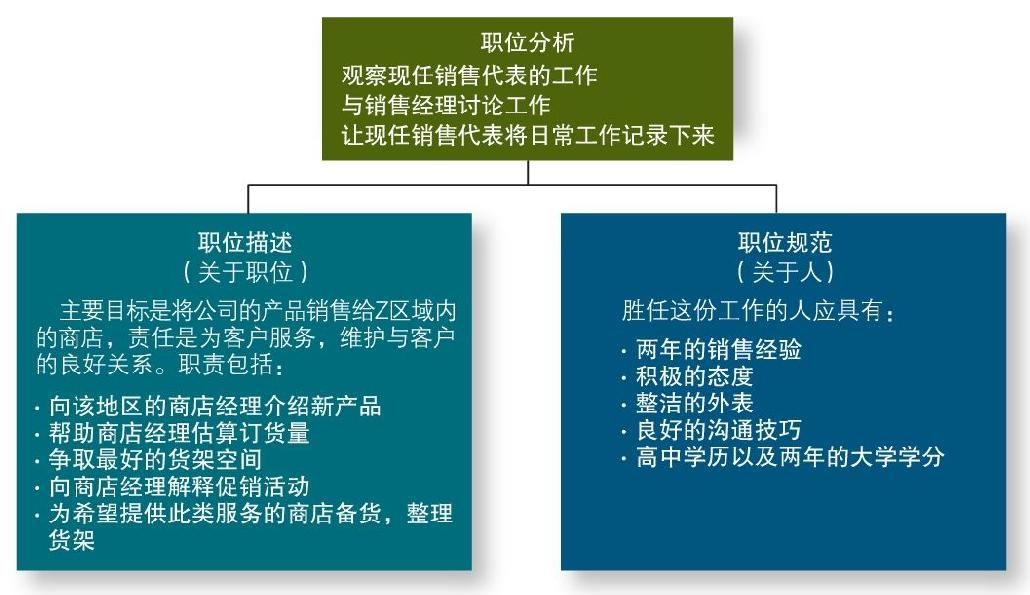 职位分析
观察现任销售代表的工作
与销售经理讨论工作
让现任销售代表将日常工作记录下来
职位描述
（关于职位）
主要目标是将公司的产品销售给Z区域内
的商店，责任是为客户服务，维护与客户
的良好关系。职责包括：
· 向该地区的商店经理介绍新产品
· 帮助商店经理估算订货量
· 争取最好的货架空间
· 向商店经理解释促销活动
· 为希望提供此类服务的商店备货，整理
货架
职位规范
（关于人）
胜任这份工作的人应具有：
· 两年的销售经验
· 积极的态度
· 整洁的外表
· 良好的沟通技巧
· 高中学历以及两年的大学学分